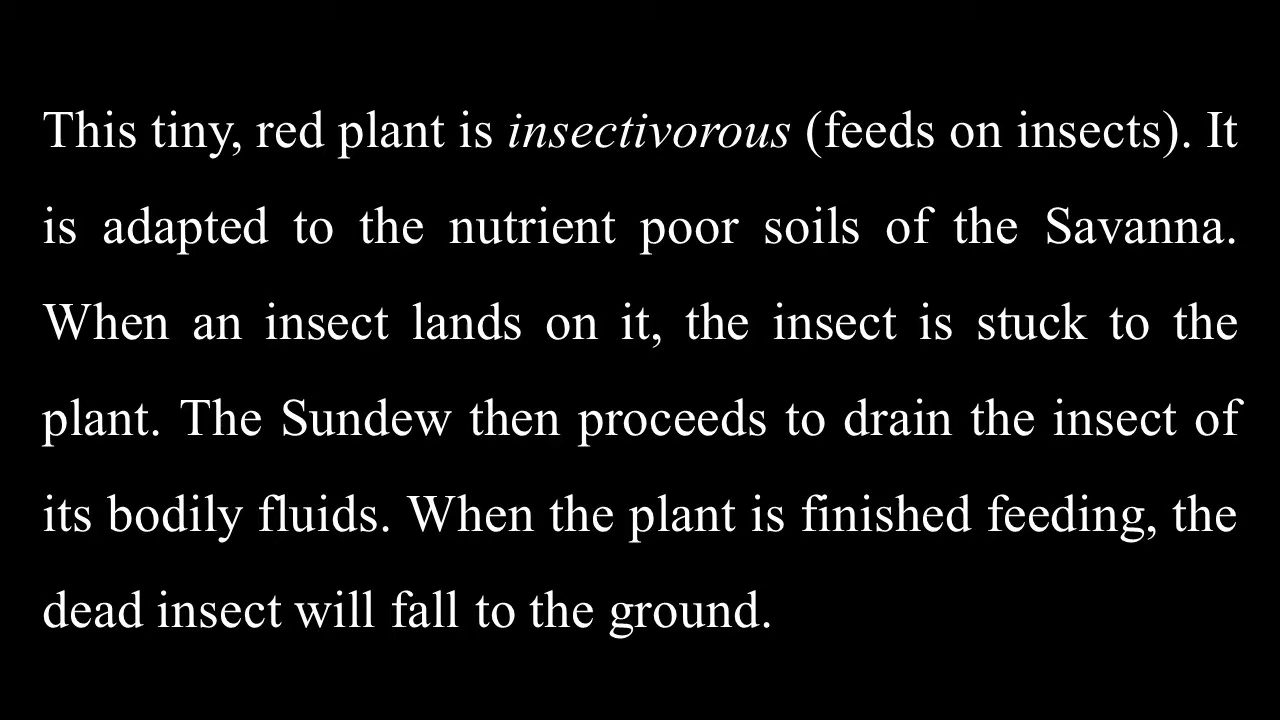 This tiny, red plant is insectivorous (feeds on insects). It
is adapted to the nutrient poor soils of the Savanna.
When an insect lands on it, the insect is stuck to the
plant. The Sundew then proceeds to drain the insect of
its bodily fluids. When the plant is finished feeding, the
dead insect will fall to the ground.